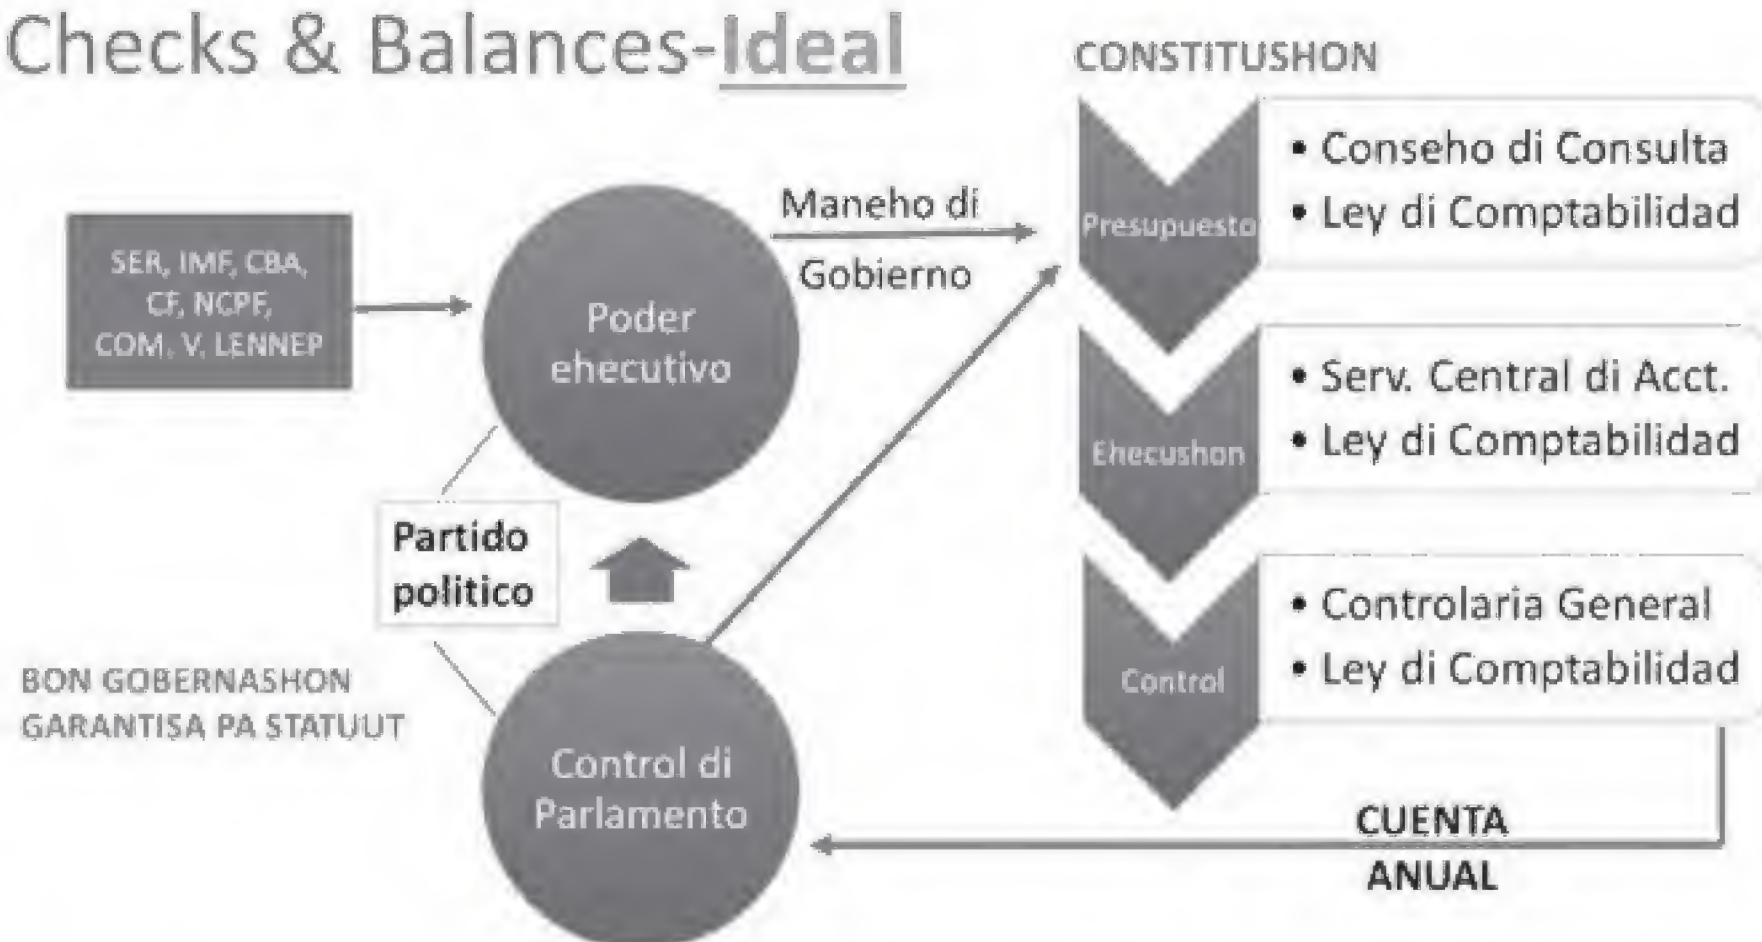 Checks & Balances-Ideal
CONSTITUSHON
SER, IMF, CBA,
CF, NCPF,
COM. V. LENNEP
Poder
ehecutivo
Maneho di
Gobierno
Presupuesto
• Conseho di Consulta
• Ley di Comptabilidad
Ehecushon
• Serv. Central di Acct.
• Ley di Comptabilidad
Partido
politico
Control
• Controlaria General
• Ley di Comptabilidad
BON GOBERNASHON
GARANTISA PA STATUUT
Control di
Parlamento
CUENTA
ANUAL